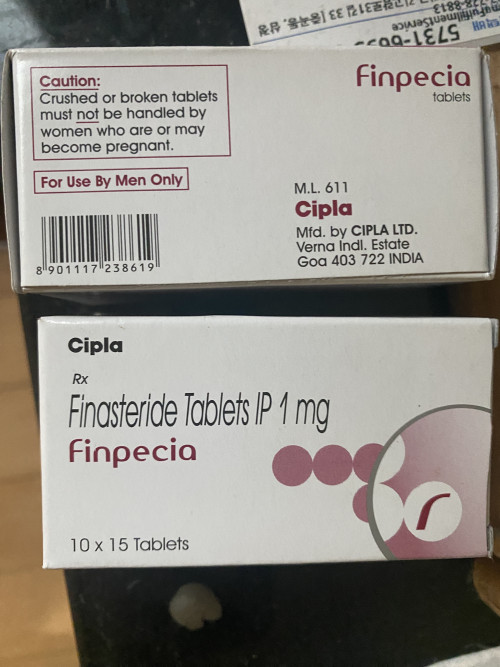 5731-663
Caution:
Crushed or broken tablets
must not be handled by
women who are or may
become pregnant.
For Use By Men Only
8 901117 238619
Finpecia
tablets
M.L. 611
Cipla
Mfd. by CIPLA LTD.
Verna Indl. Estate
Goa 403 722 INDIA
Cipla
Rx
Finasteride Tablets IP 1 mg
Finpecia
10 x 15 Tablets